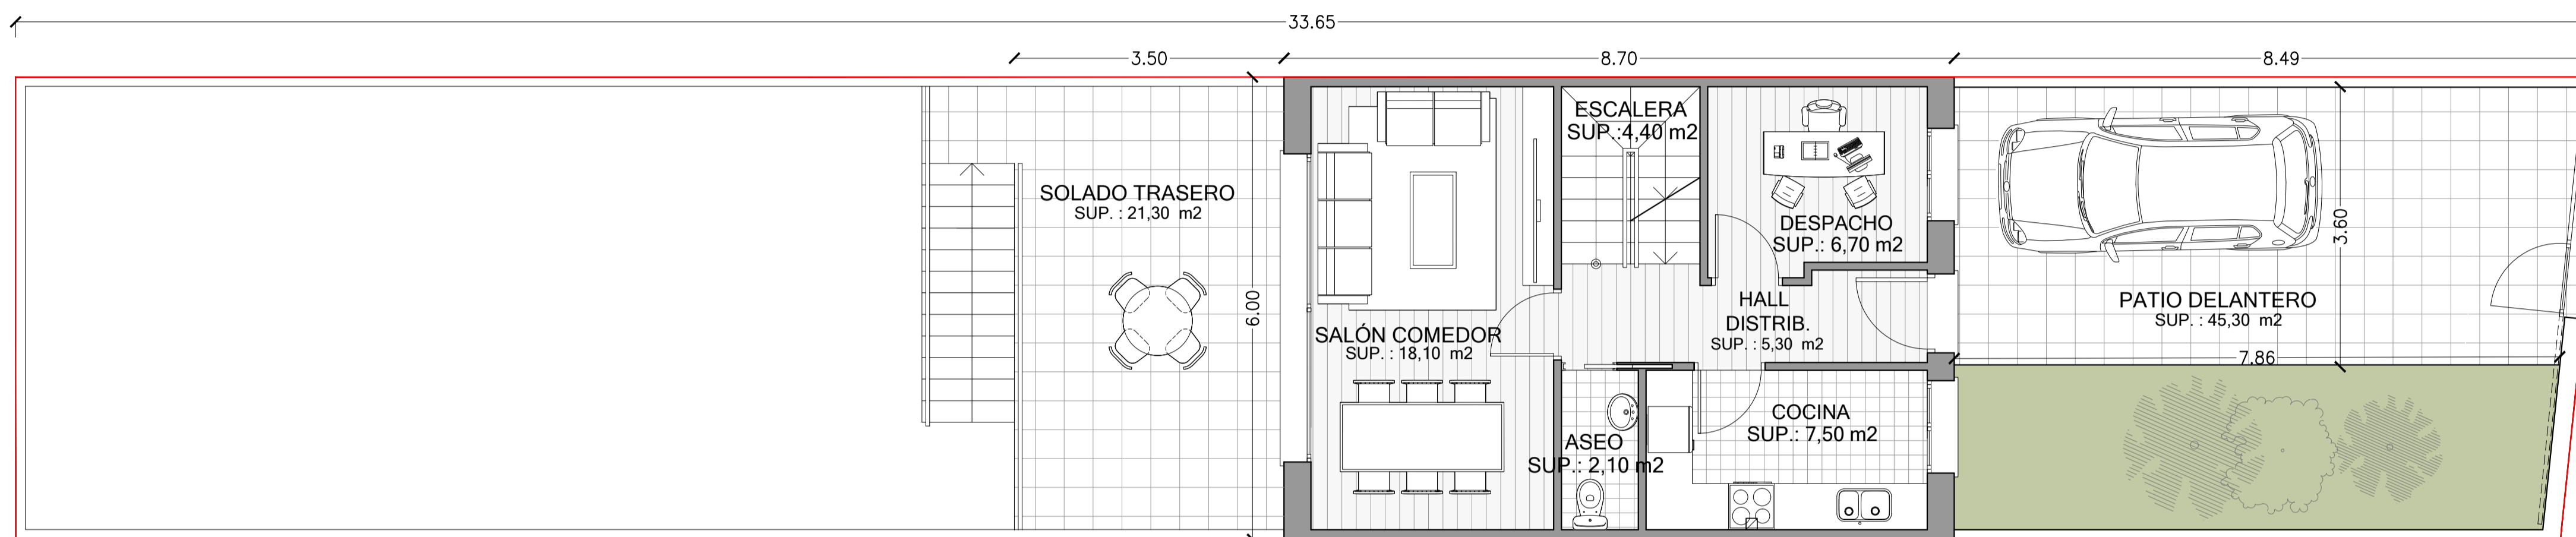 33.65
3.50
8.70
8.49
ESCALERA
SUP.:4,40 m2
SOLADO TRASERO
SUP. : 21,30 m2
DESPACHO
SUP.: 6,70 m2
3.60
6.00
HALL
DISTRIB.
SUP. : 5,30 m2
PATIO DELANTERO
SUP. : 45,30 m2
SALÓN COMEDOR
SUP. : 18,10 m2
7.86
COCINA
SUP.: 7,50 m2
ASEO
SUP.: 2,10 m2